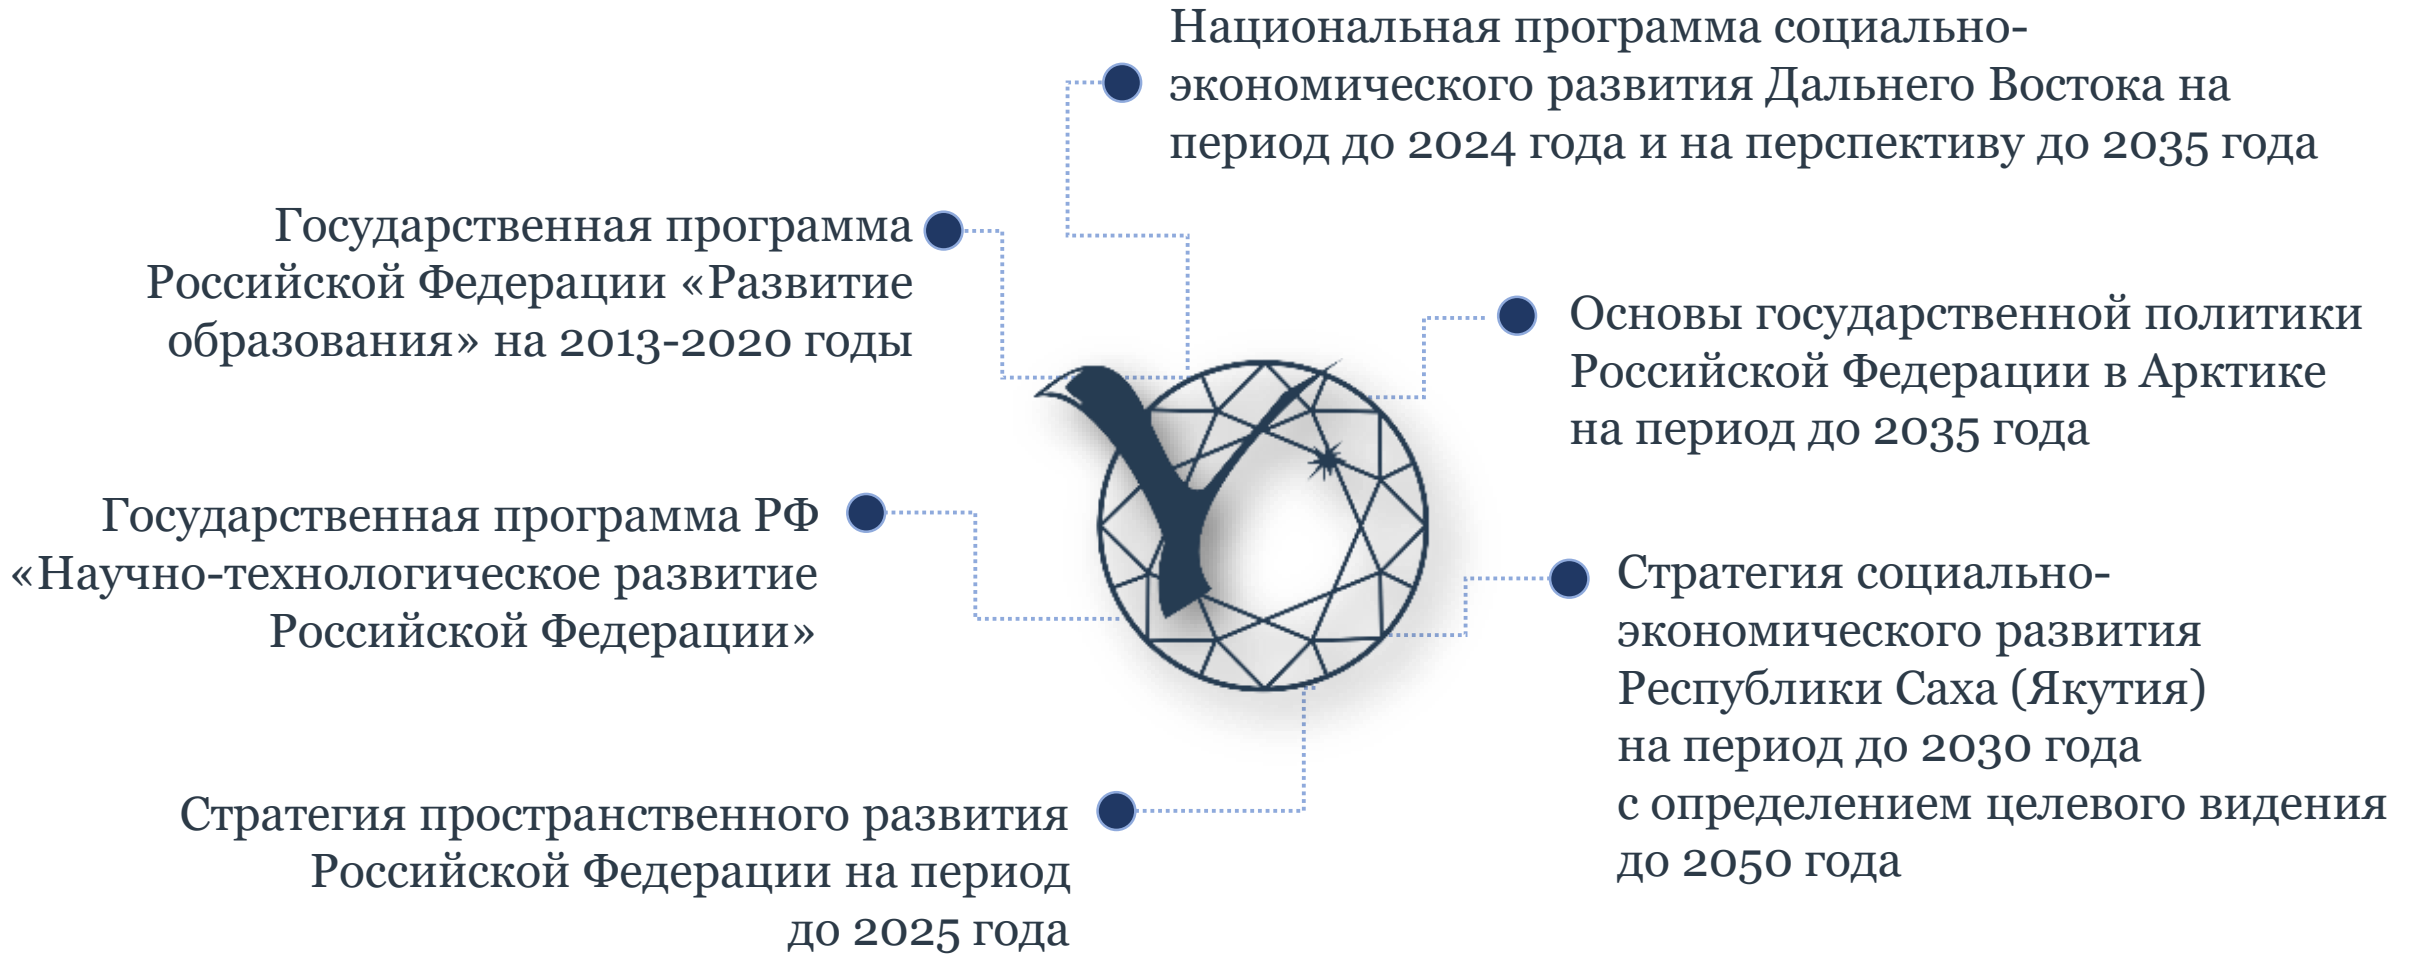 Национальная программа социально-
экономического развития Дальнего Востока на
период до 2024 года и на перспективу до 2035 года
Государственная программа
Российской Федерации «Развитие
образования» на 2013-2020 годы
Основы государственной политики
Российской Федерации в Арктике
на период до 2035 года
Государственная программа РФ
«Научно-технологическое развитие
Российской Федерации»
Стратегия социально-
экономического развития
Республики Саха (Якутия)
на период до 2030 года
с определением целевого видения
до 2050 года
Стратегия пространственного развития
Российской Федерации на период
до 2025 года